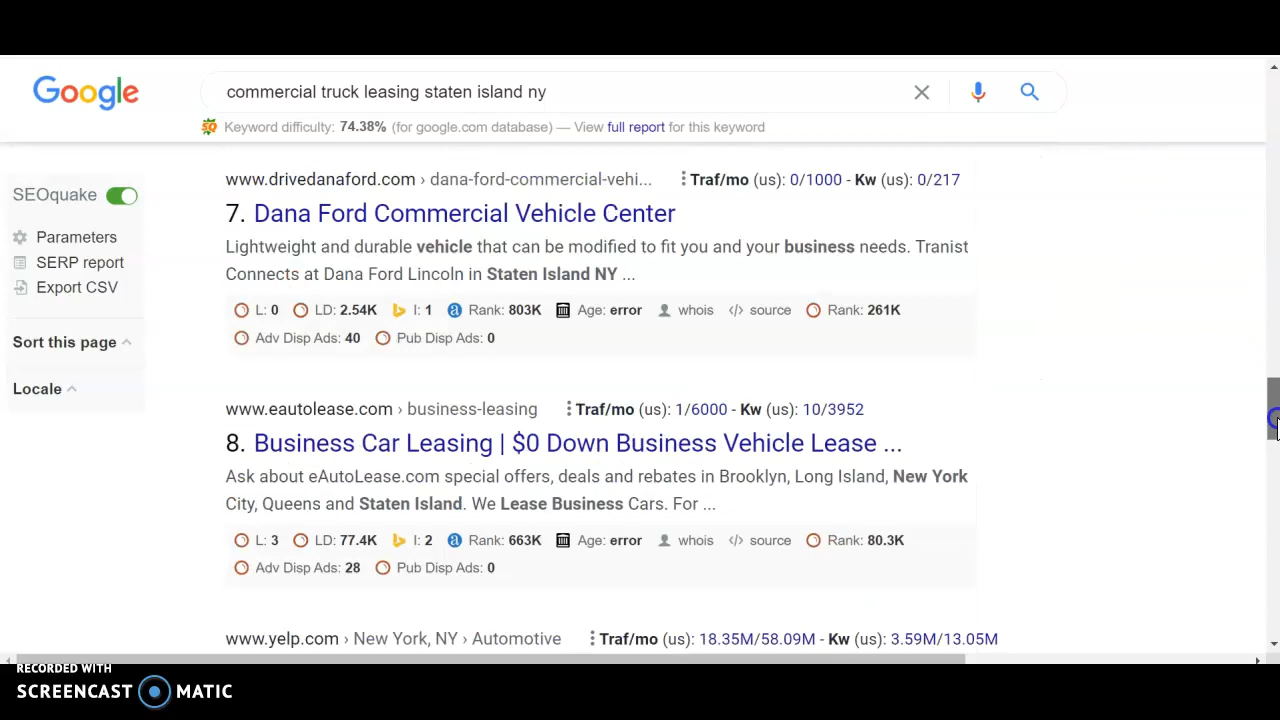 Google
commercial truck leasing staten island ny
Keyword difficulty: 74.38% (for google.com database) — View full report for this keyword
SEOquake
Parameters
SERP report
Export CSV
Sort this page
Locale
www.drivedanaford.com › dana-ford-commercial-vehi... Traf/mo (us): 0/1000 - Kw (us): 0/217
7. Dana Ford Commercial Vehicle Center
Lightweight and durable vehicle that can be modified to fit you and your business needs. Tranist
Connects at Dana Ford Lincoln in Staten Island NY ...
L: 0 LD: 2.54K I: 1 Rank: 803K Age: error whois </> source Rank: 261K
Adv Disp Ads: 40 Pub Disp Ads: 0
www.eautolease.com › business-leasing Traf/mo (us): 1/6000 - Kw (us): 10/3952
8. Business Car Leasing | $0 Down Business Vehicle Lease ...
Ask about eAutoLease.com special offers, deals and rebates in Brooklyn, Long Island, New York
City, Queens and Staten Island. We Lease Business Cars. For ...
L: 3 LD: 77.4K I: 2 Rank: 663K Age: error whois </> source Rank: 80.3K
Adv Disp Ads: 28 Pub Disp Ads: 0
www.yelp.com › New York, NY › Automotive Traf/mo (us): 18.35M/58.09M - Kw (us): 3.59M/13.05M
RECORDED WITH
SCREENCAST MATIC